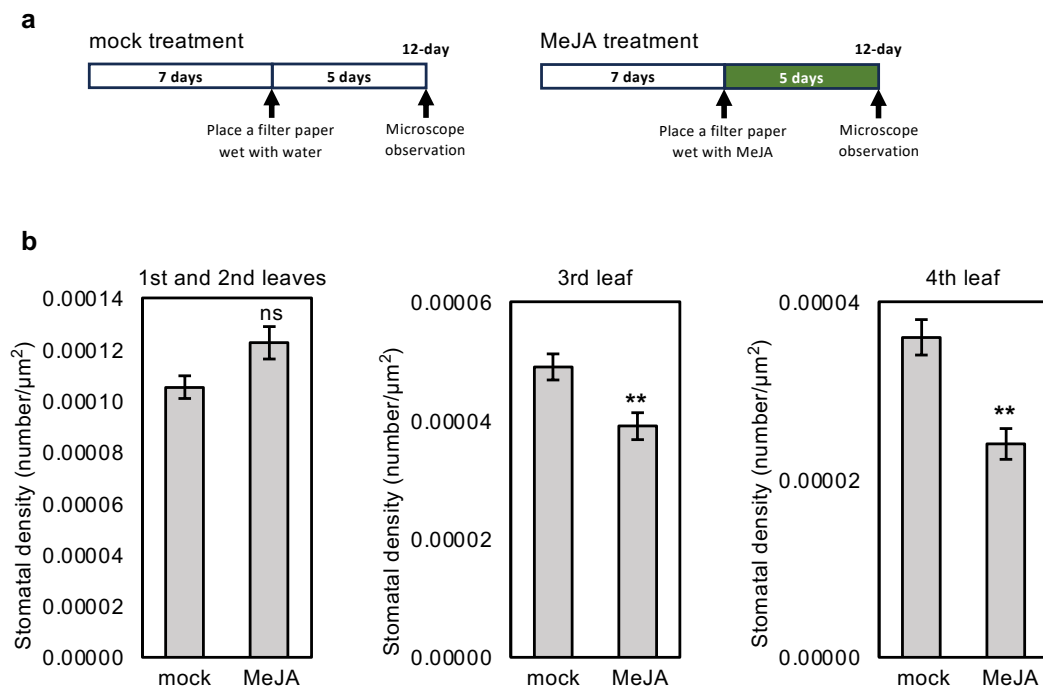 a
mock treatment
12-day
7 days
5 days
Place a filter paper
wet with water
Microscope
observation
MeJA treatment
12-day
7 days
5 days
Place a filter paper
wet with MeJA
Microscope
observation
b
1st and 2nd leaves
Stomatal density (number/µm²)
0.00014
0.00012
0.00010
0.00008
0.00006
0.00004
0.00002
0.00000
ns
mock MeJA
3rd leaf
Stomatal density (number/µm²)
0.00006
0.00004
0.00002
0.00000
**
mock MeJA
4th leaf
Stomatal density (number/µm²)
0.00004
0.00002
0.00000
**
mock MeJA